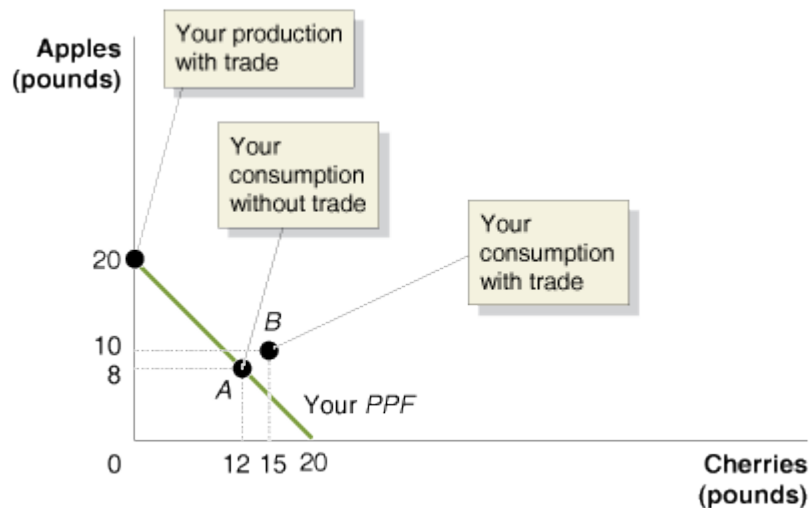 Apples
(pounds)
Your production
with trade
Your
consumption
without trade
Your
consumption
with trade
20
B
10
8
A
Your PPF
0
12
15
20
Cherries
(pounds)